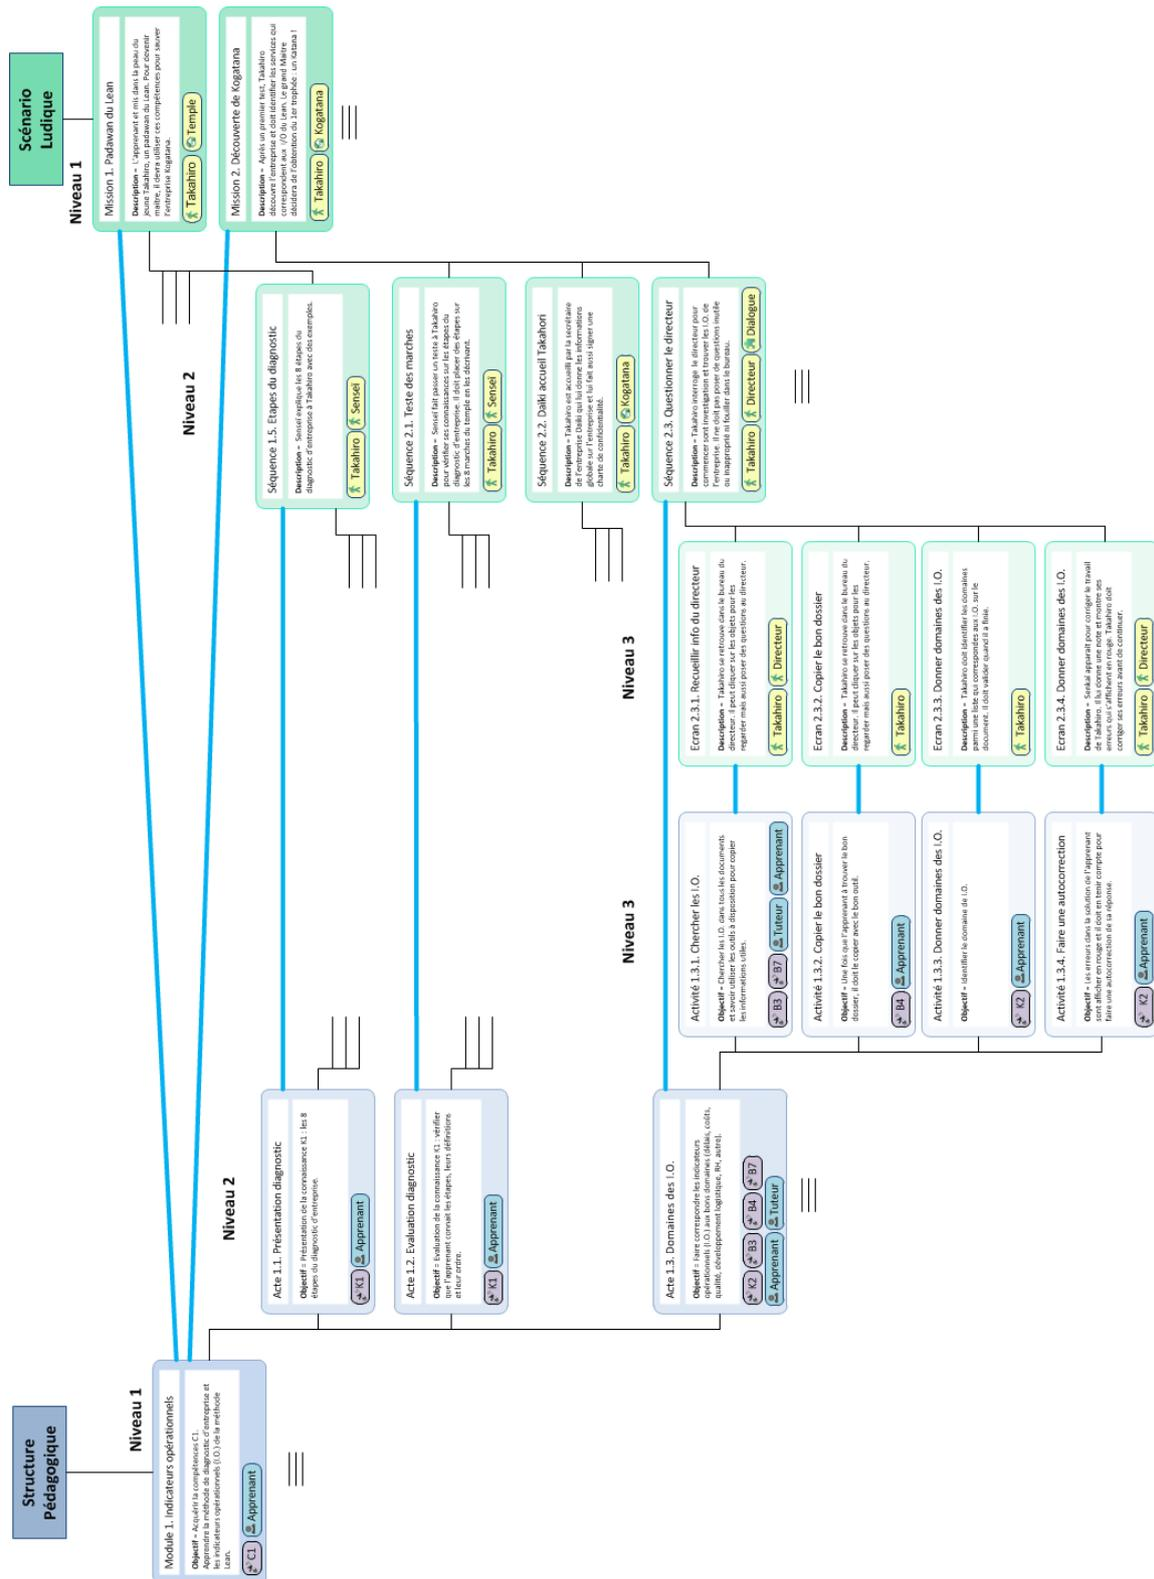 Structure
Pédagogique
Niveau 1
Module 1. Indicateurs opérationnels
Objectif = Acquérir la compétences C1.
Apprendre la méthode de diagnostic d'entreprise et
les indicateurs opérationnels (I.O.) de la méthode
Lean.
C1 Apprenant
Niveau 2
Acte 1.1. Présentation diagnostic
Objectif = Présentation de la connaissance K1 : les 8
étapes du diagnostic d'entreprise.
K1 Apprenant
Acte 1.2. Evaluation diagnostic
Objectif = Evaluation de la connaissance K1 : vérifier
que l'apprenant connait les étapes, leurs définitions
et leur ordre.
K1 Apprenant
Acte 1.3. Domaines des I.O.
Objectif = Faire correspondre les indicateurs
opérationnels (I.O.) aux bons domaines (délais, coûts,
qualité, développement logistique, RH, autre).
K2 B3 B4 B7
Apprenant Tuteur
Niveau 3
Activité 1.3.1. Chercher les I.O.
Objectif = Chercher les I.O. dans tous les documents
et savoir utiliser les outils à disposition pour copier
les informations utiles.
B3 B7 Tuteur Apprenant
Activité 1.3.2. Copier le bon dossier
Objectif = Une fois que l'apprenant à trouver le bon
dossier, il doit le copier avec le bon outil.
B4 Apprenant
Activité 1.3.3. Donner domaines des I.O.
Objectif = Identifier le domaine de I.O.
K2 Apprenant
Activité 1.3.4. Faire une autocorrection
Objectif = Les erreurs dans la solution de l'apprenant
sont afficher en rouge et il doit en tenir compte pour
faire une autocorrection de sa réponse.
K2 Apprenant
Scénario
Ludique
Niveau 1
Mission 1. Padawan du Lean
Description = L'apprenant et mis dans la peau du
jeune Takahiro, un padawan du Lean. Pour devenir
maitre, il devra utiliser ces compétences pour sauver
l'entreprise Kogatana.
Takahiro Temple
Mission 2. Découverte de Kogatana
Description = Après un premier test, Takahiro
découvre l'entreprise et doit identifier les services qui
correspondent aux I/O du Lean. Le grand Maitre
décidera de l'obtention du 1er trophée : un Katana !
Takahiro Kogatana
Niveau 2
Séquence 1.5. Etapes du diagnostic
Description = Sensei explique les 8 étapes du
diagnostic d'entreprise à Takahiro avec des exemples.
Takahiro Sensei
Séquence 2.1. Teste des marches
Description = Sensei fait passer un teste à Takahiro
pour vérifier ses connaissances sur les étapes du
diagnostic d'entreprise. Il doit placer des étapes sur
les 8 marches du temple en les décrivant.
Takahiro Sensei
Séquence 2.2. Daiki accueil Takahori
Description = Takahiro est accueilli par la secrétaire
de l'entreprise Daiki qui lui donne les informations
globale sur l'entreprise et lui fait aussi signer une
charte de confidentialité.
Takahiro Kogatana
Séquence 2.3. Questionner le directeur
Description = Takahiro interroge le directeur pour
commencer sont investigation et trouver les I.O. de
l'entreprise. Il ne doit pas poser de questions inutile
ou inapproprié ni fouiller dans le bureau.
Takahiro Directeur Dialogue
Niveau 3
Ecran 2.3.1. Recueillir info du directeur
Description = Takahiro se retrouve dans le bureau du
directeur. Il peut cliquer sur les objets pour les
regarder mais aussi poser des questions au directeur.
Takahiro Directeur
Ecran 2.3.2. Copier le bon dossier
Description = Takahiro se retrouve dans le bureau du
directeur. Il peut cliquer sur les objets pour les
regarder mais aussi poser des questions au directeur.
Takahiro
Ecran 2.3.3. Donner domaines des I.O.
Description = Takahiro doit identifier les domaines
parmi une liste qui correspondes aux I.O. sur le
document. Il doit valider quand il a finie.
Takahiro
Ecran 2.3.4. Donner domaines des I.O.
Description = Senkai apparait pour corriger le travail
de Takahiro. Il lui donne une note et montre ses
erreurs qui s'affichent en rouge. Takahiro doit
corriger ses erreurs avant de continuer.
Takahiro Directeur